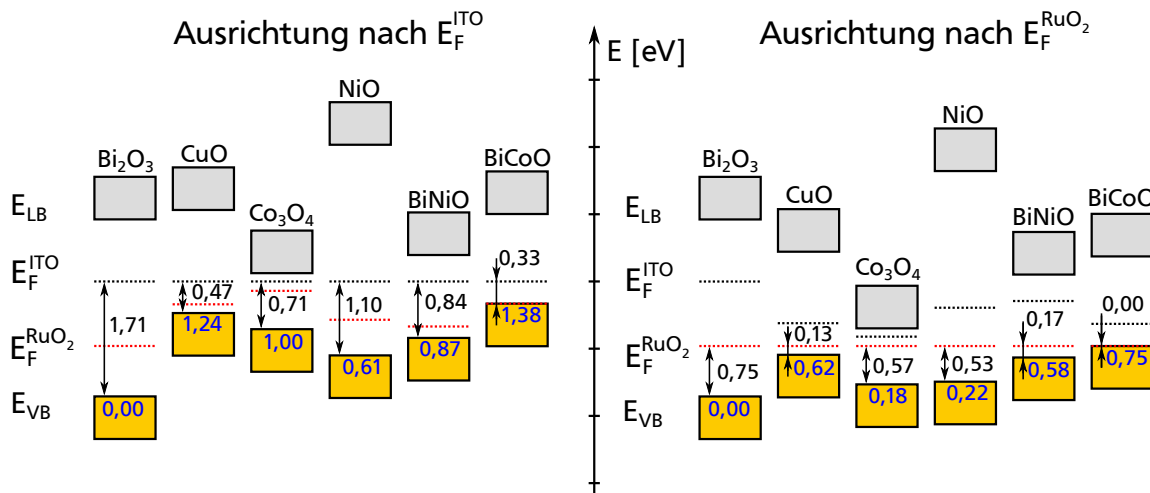 Ausrichtung nach E_F^ITO
E [eV]
Ausrichtung nach E_F^RuO₂
NiO
Bi₂O₃
CuO
BiCoO
BiNiO
Co₃O₄
E_LB
E_F^ITO
0,33
0,47
0,71
1,10
0,84
1,71
1,24
1,00
1,38
E_F^RuO₂
0,61
0,87
E_VB
0,00
NiO
Bi₂O₃
CuO
BiCoO
BiNiO
Co₃O₄
E_LB
E_F^ITO
0,00
0,17
0,13
E_F^RuO₂
0,75
0,57
0,53
0,62
0,58
0,75
0,18
0,22
E_VB
0,00